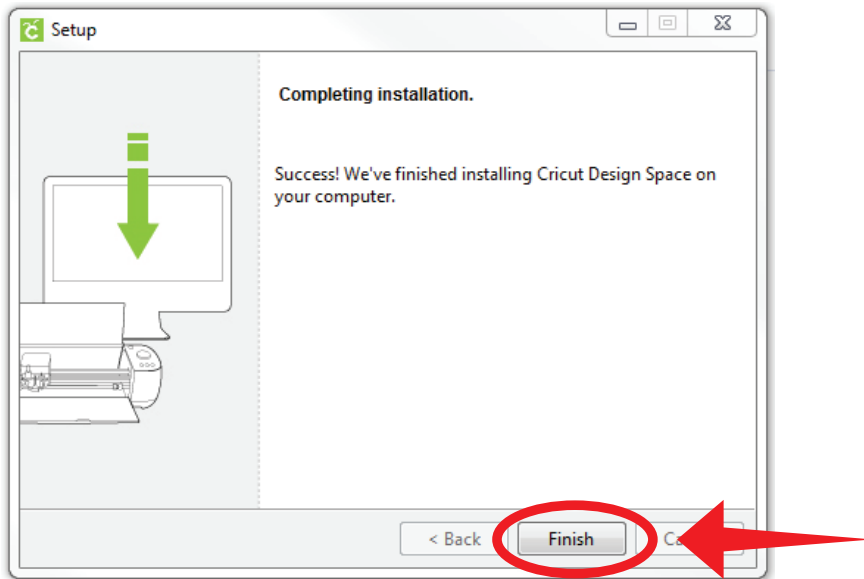 Setup
Completing installation.
Success! We've finished installing Cricut Design Space on
your computer.
< Back
Finish